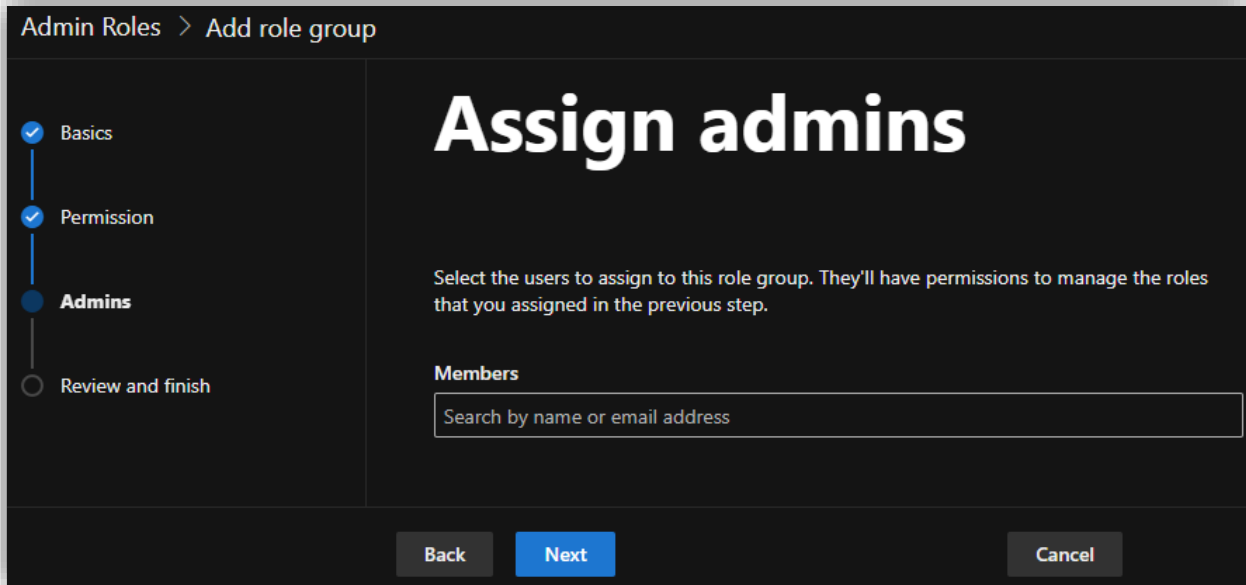 Admin Roles > Add role group
Basics
Permission
Admins
Review and finish
Assign admins
Select the users to assign to this role group. They'll have permissions to manage the roles
that you assigned in the previous step.
Members
Search by name or email address
Back Next Cancel